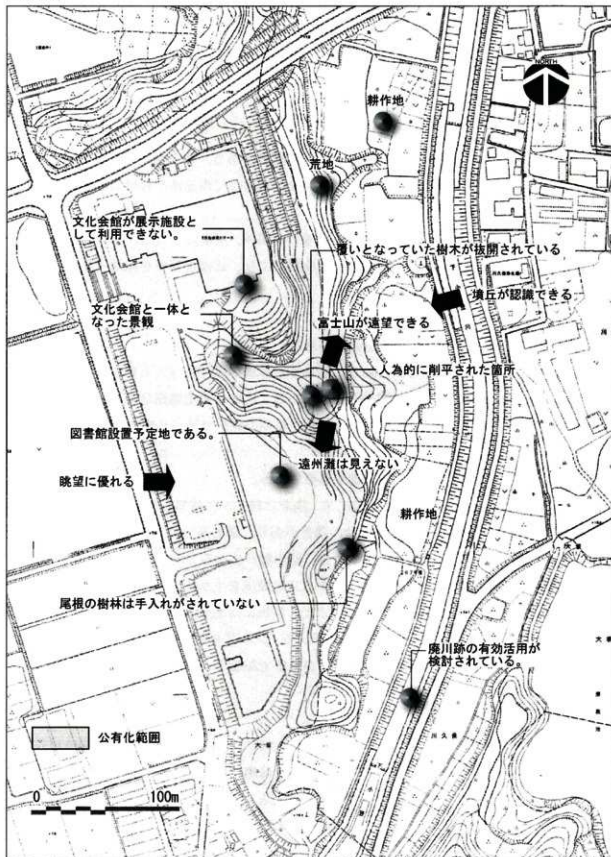 NORTH
耕作地
荒地
文化会館が展示施設と
して利用できない。
覆いとなっていた樹木が抜開されている
墳丘が認識できる
文化会館と一体と
なった景観
富士山が遠望できる
人為的に削平された箇所
図書館設置予定地である。
遠州灘は見えない
眺望に優れる
耕作地
尾根の樹林は手入れがされていない
廃川跡の有効活用が
検討されている。
公有化範囲
0 100m